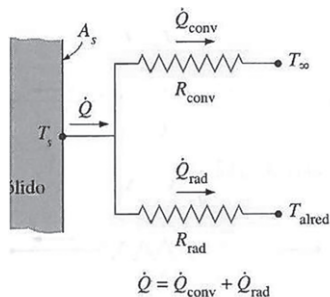 A_s
Q̇_conv
T_∞
R_conv
Q̇
T_s
Q̇_rad
ólido
T_alred
R_rad
Q̇ = Q̇_conv + Q̇_rad